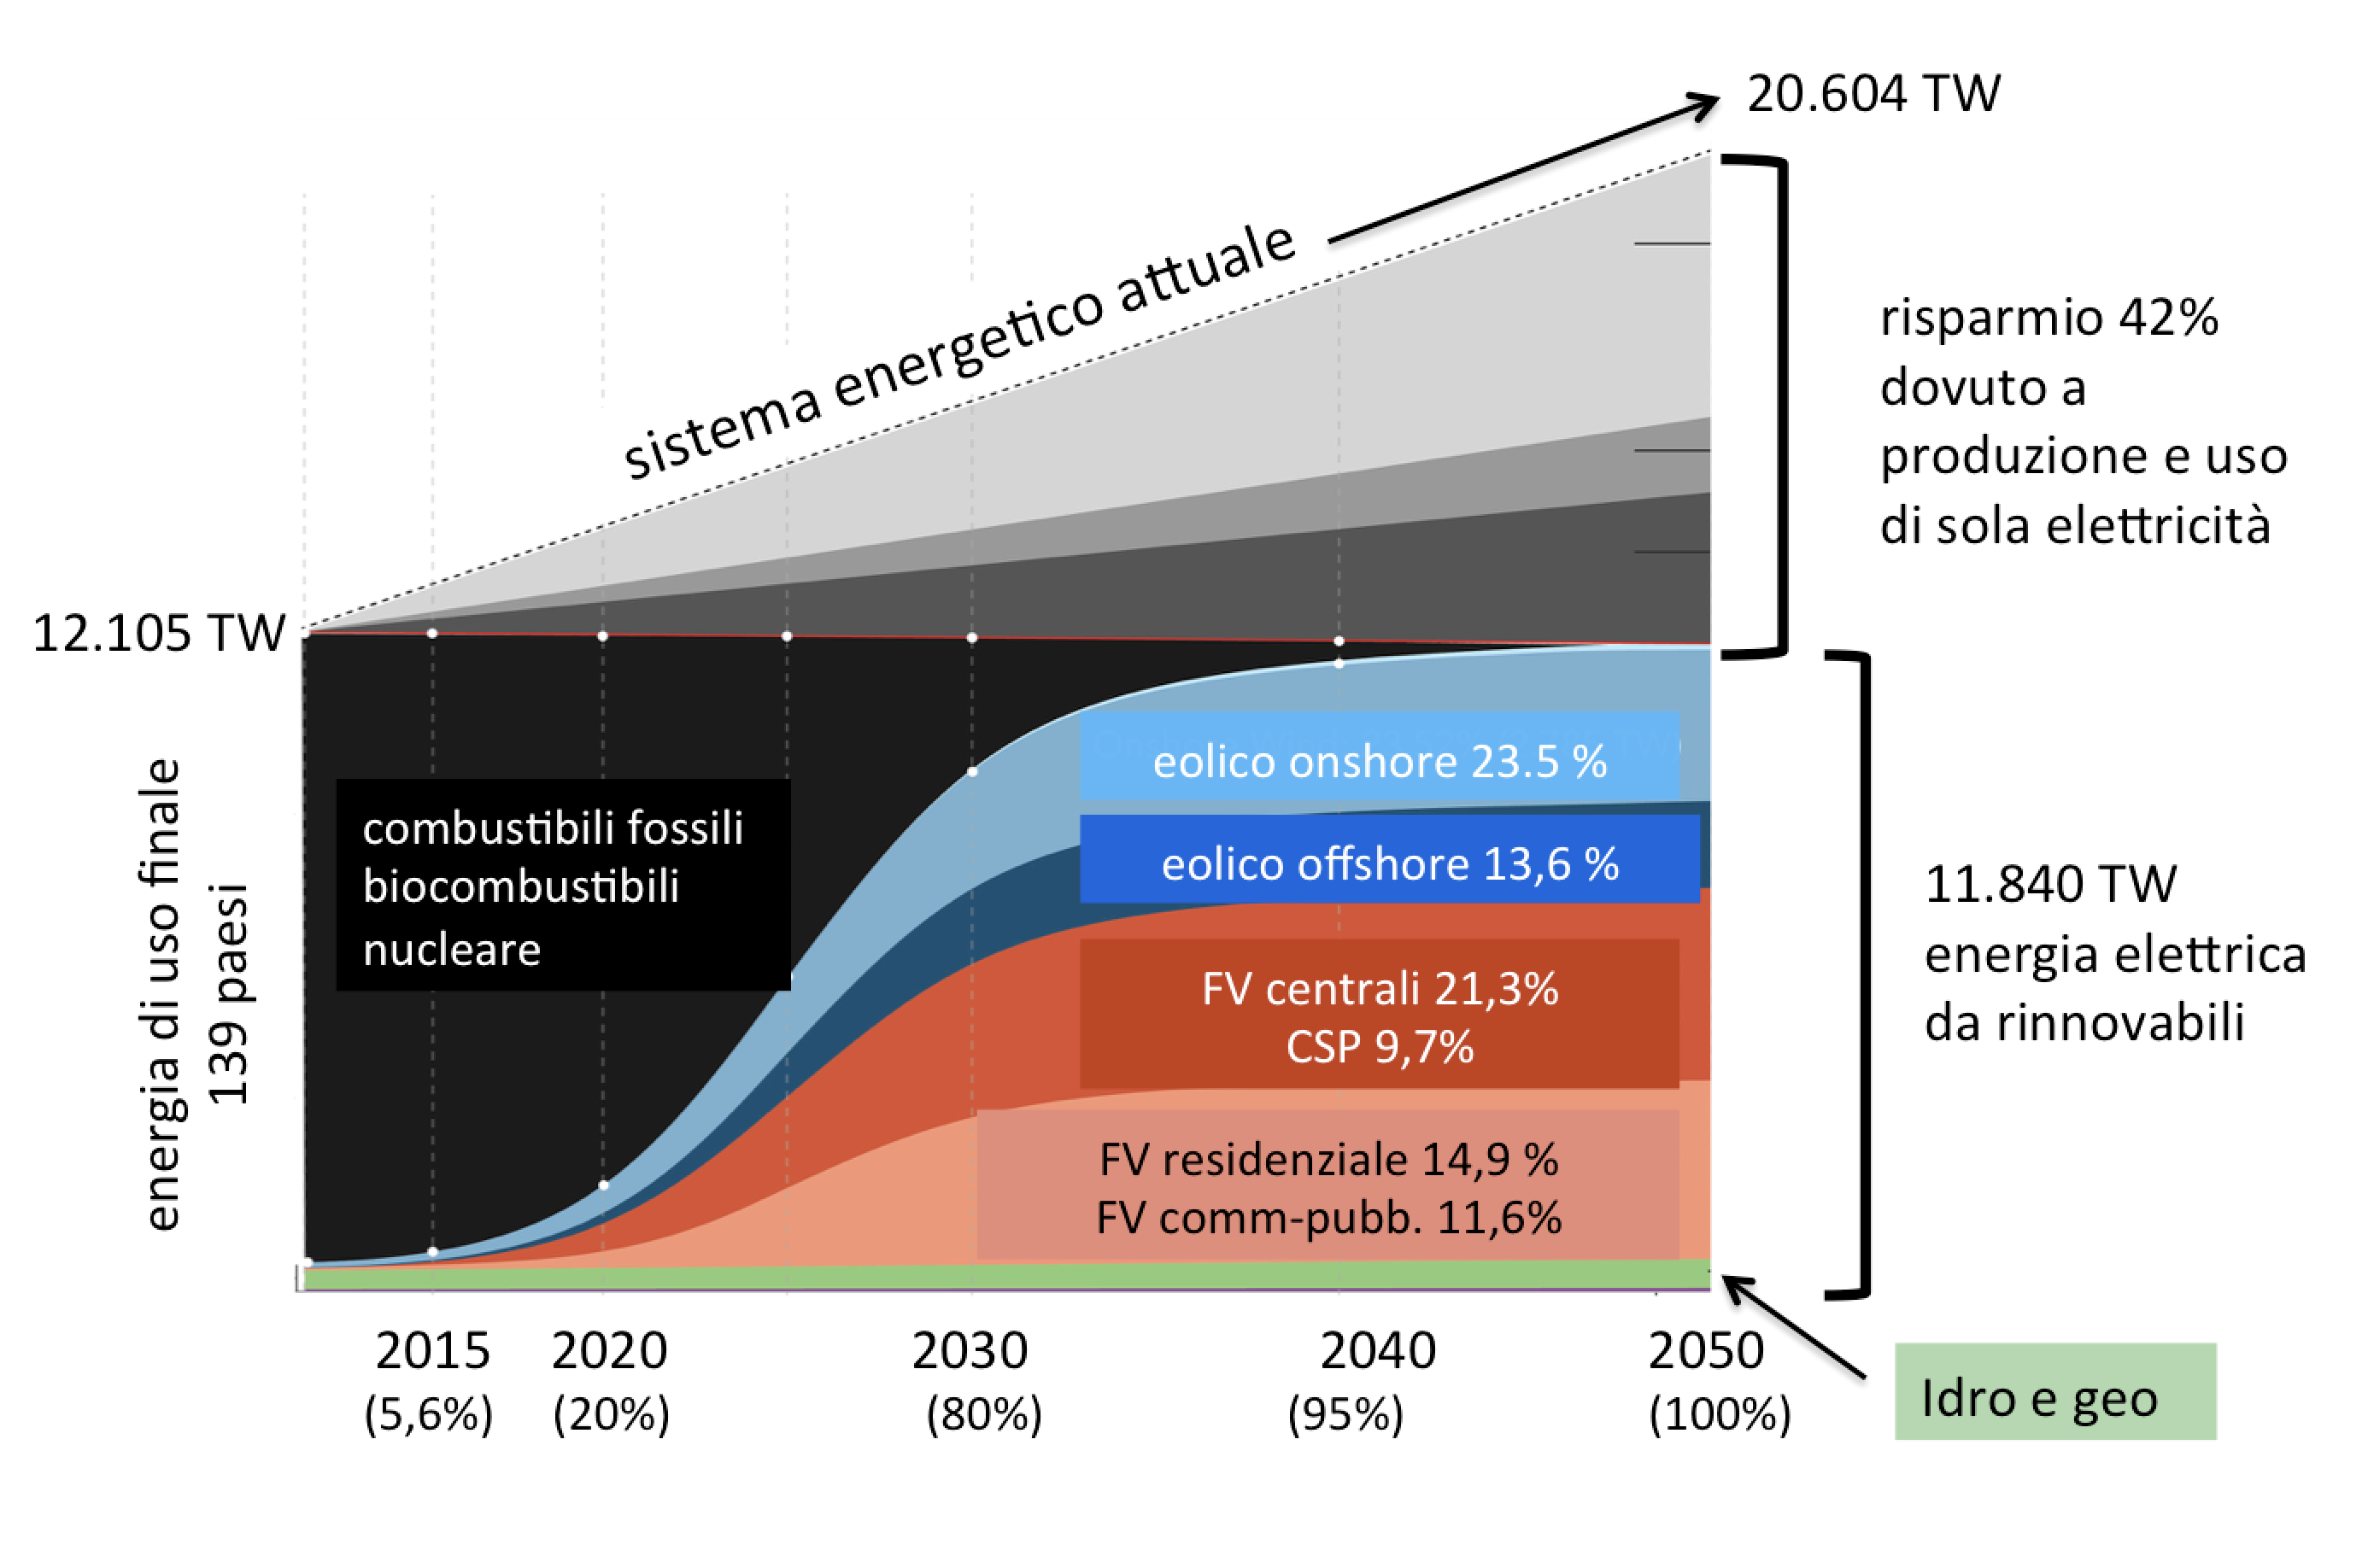 20.604 TW
sistema energetico attuale
risparmio 42%
dovuto a
produzione e uso
di sola elettricità
12.105 TW
energia di uso finale
139 paesi
combustibili fossili
biocombustibili
nucleare
eolico onshore 23.5 %
eolico offshore 13,6 %
FV centrali 21,3%
CSP 9,7%
FV residenziale 14,9 %
FV comm-pubb. 11,6%
11.840 TW
energia elettrica
da rinnovabili
2015 2020 2030 2040 2050
(5,6%) (20%) (80%) (95%) (100%)
Idro e geo